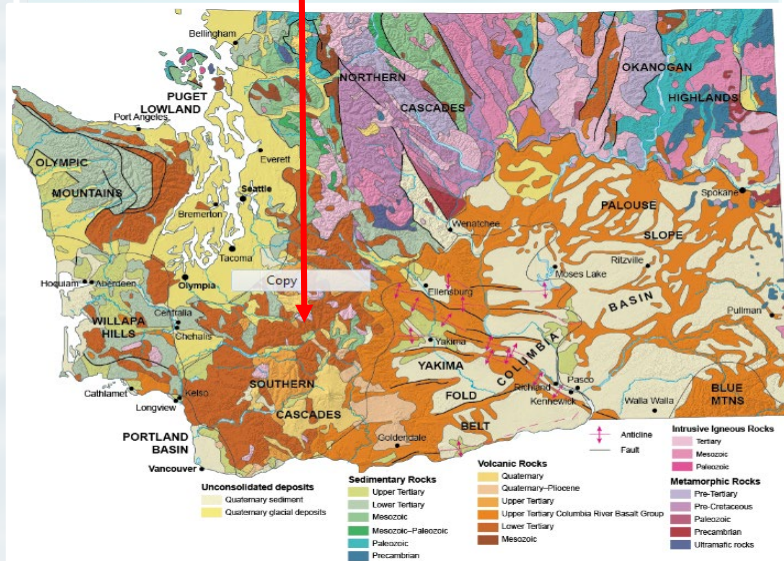 Bellingham
NORTHERN
CASCADES
OKANOGAN
HIGHLANDS
PUGET
LOWLAND
Port Angeles
OLYMPIC
MOUNTAINS
Everett
Seattle
Bremerton
Spokane
PALOUSE
SLOPE
Wenatchee
Tacoma
Ritzville
Moses Lake
Copy
Hoquiam
Aberdeen
Olympia
Ellensburg
BASIN
Pullman
Centralia
Chehalis
WILLAPA
HILLS
Yakima
COLUMBIA
YAKIMA
FOLD
BELT
SOUTHERN
CASCADES
Richland
Pasco
Kennewick
Walla Walla
BLUE
MTNS
Cathlamet
Kelso
Longview
PORTLAND
BASIN
Goldendale
Vancouver
Anticline
Fault
Unconsolidated deposits
Quaternary sediment
Quaternary glacial deposits
Sedimentary Rocks
Upper Tertiary
Lower Tertiary
Mesozoic
Mesozoic–Paleozoic
Paleozoic
Precambrian
Volcanic Rocks
Quaternary
Quaternary–Pliocene
Upper Tertiary
Upper Tertiary Columbia River Basalt Group
Lower Tertiary
Mesozoic
Intrusive Igneous Rocks
Tertiary
Mesozoic
Paleozoic
Metamorphic Rocks
Pre-Tertiary
Pre-Cretaceous
Paleozoic
Precambrian
Ultramafic rocks